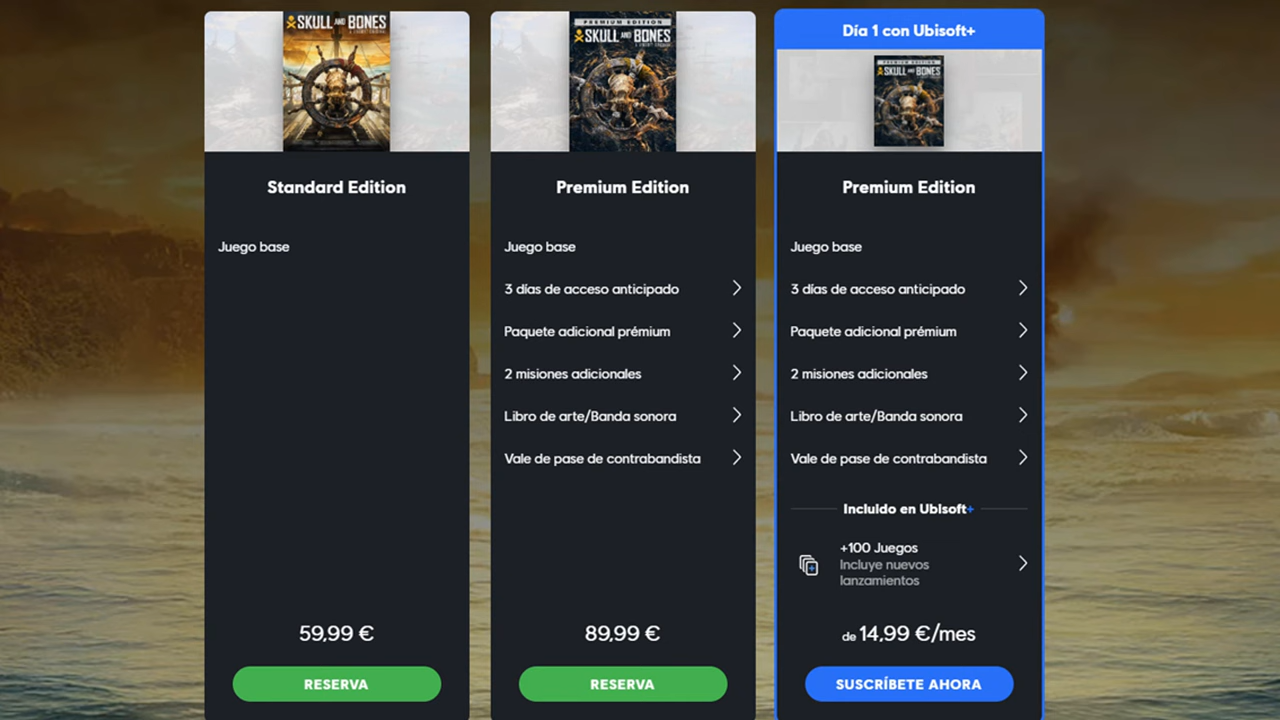 SKULL AND BONES
Standard Edition
Juego base
59,99 €
RESERVA
PREMIUM EDITION
SKULL AND BONES
Premium Edition
Juego base
3 días de acceso anticipado
Paquete adicional prémium
2 misiones adicionales
Libro de arte/Banda sonora
Vale de pase de contrabandista
89,99 €
RESERVA
Día 1 con Ubisoft+
PREMIUM EDITION
SKULL AND BONES
Premium Edition
Juego base
3 días de acceso anticipado
Paquete adicional prémium
2 misiones adicionales
Libro de arte/Banda sonora
Vale de pase de contrabandista
Incluido en Ubisoft+
+100 Juegos
Incluye nuevos
lanzamientos
de 14,99 €/mes
SUSCRÍBETE AHORA